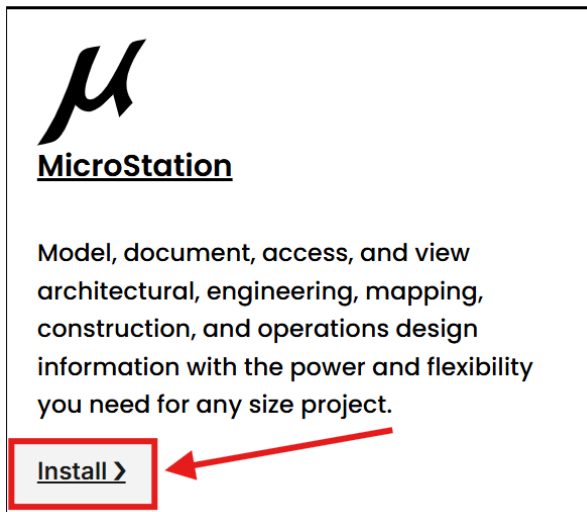 μ
MicroStation
Model, document, access, and view
architectural, engineering, mapping,
construction, and operations design
information with the power and flexibility
you need for any size project.
Install ❯